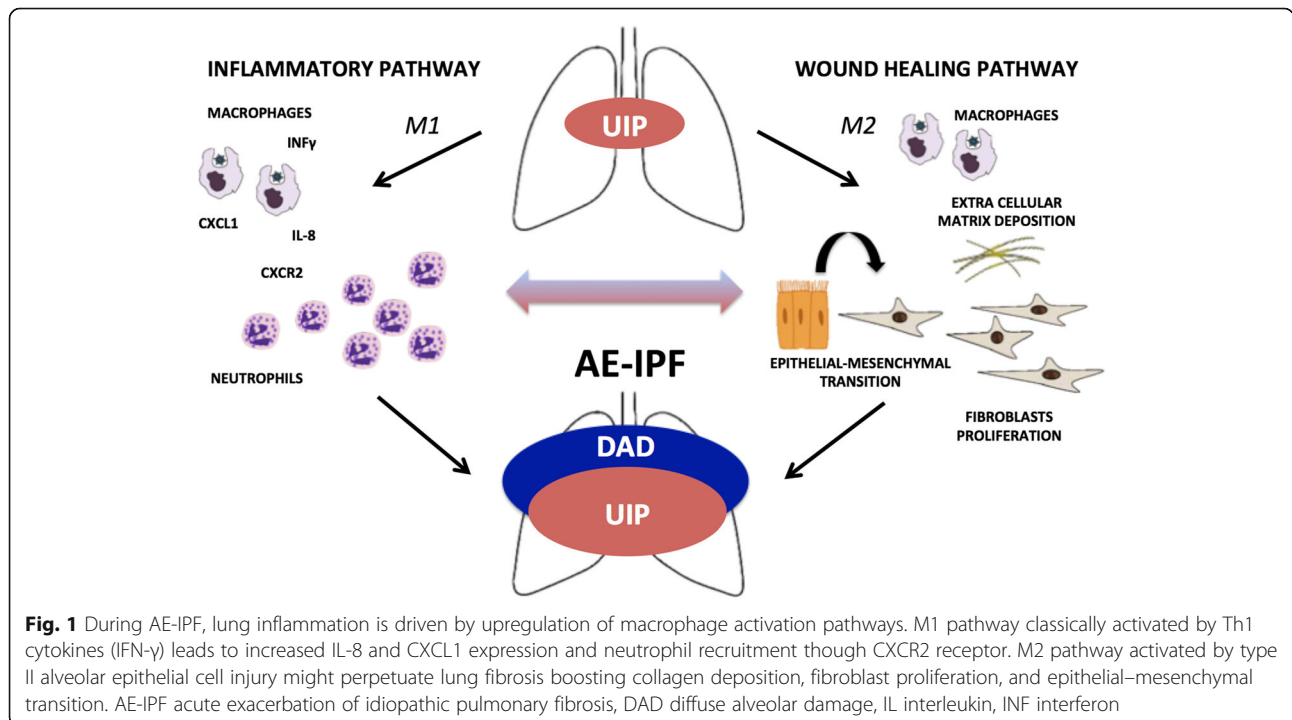 INFLAMMATORY PATHWAY
MACROPHAGES
INFγ
M1
CXCL1
IL-8
CXCR2
NEUTROPHILS
UIP
WOUND HEALING PATHWAY
M2
MACROPHAGES
EXTRA CELLULAR
MATRIX DEPOSITION
EPITHELIAL-MESENCHYMAL
TRANSITION
FIBROBLASTS
PROLIFERATION
AE-IPF
DAD
UIP
Fig. 1 During AE-IPF, lung inflammation is driven by upregulation of macrophage activation pathways. M1 pathway classically activated by Th1
cytokines (IFN-γ) leads to increased IL-8 and CXCL1 expression and neutrophil recruitment though CXCR2 receptor. M2 pathway activated by type
II alveolar epithelial cell injury might perpetuate lung fibrosis boosting collagen deposition, fibroblast proliferation, and epithelial–mesenchymal
transition. AE-IPF acute exacerbation of idiopathic pulmonary fibrosis, DAD diffuse alveolar damage, IL interleukin, INF interferon